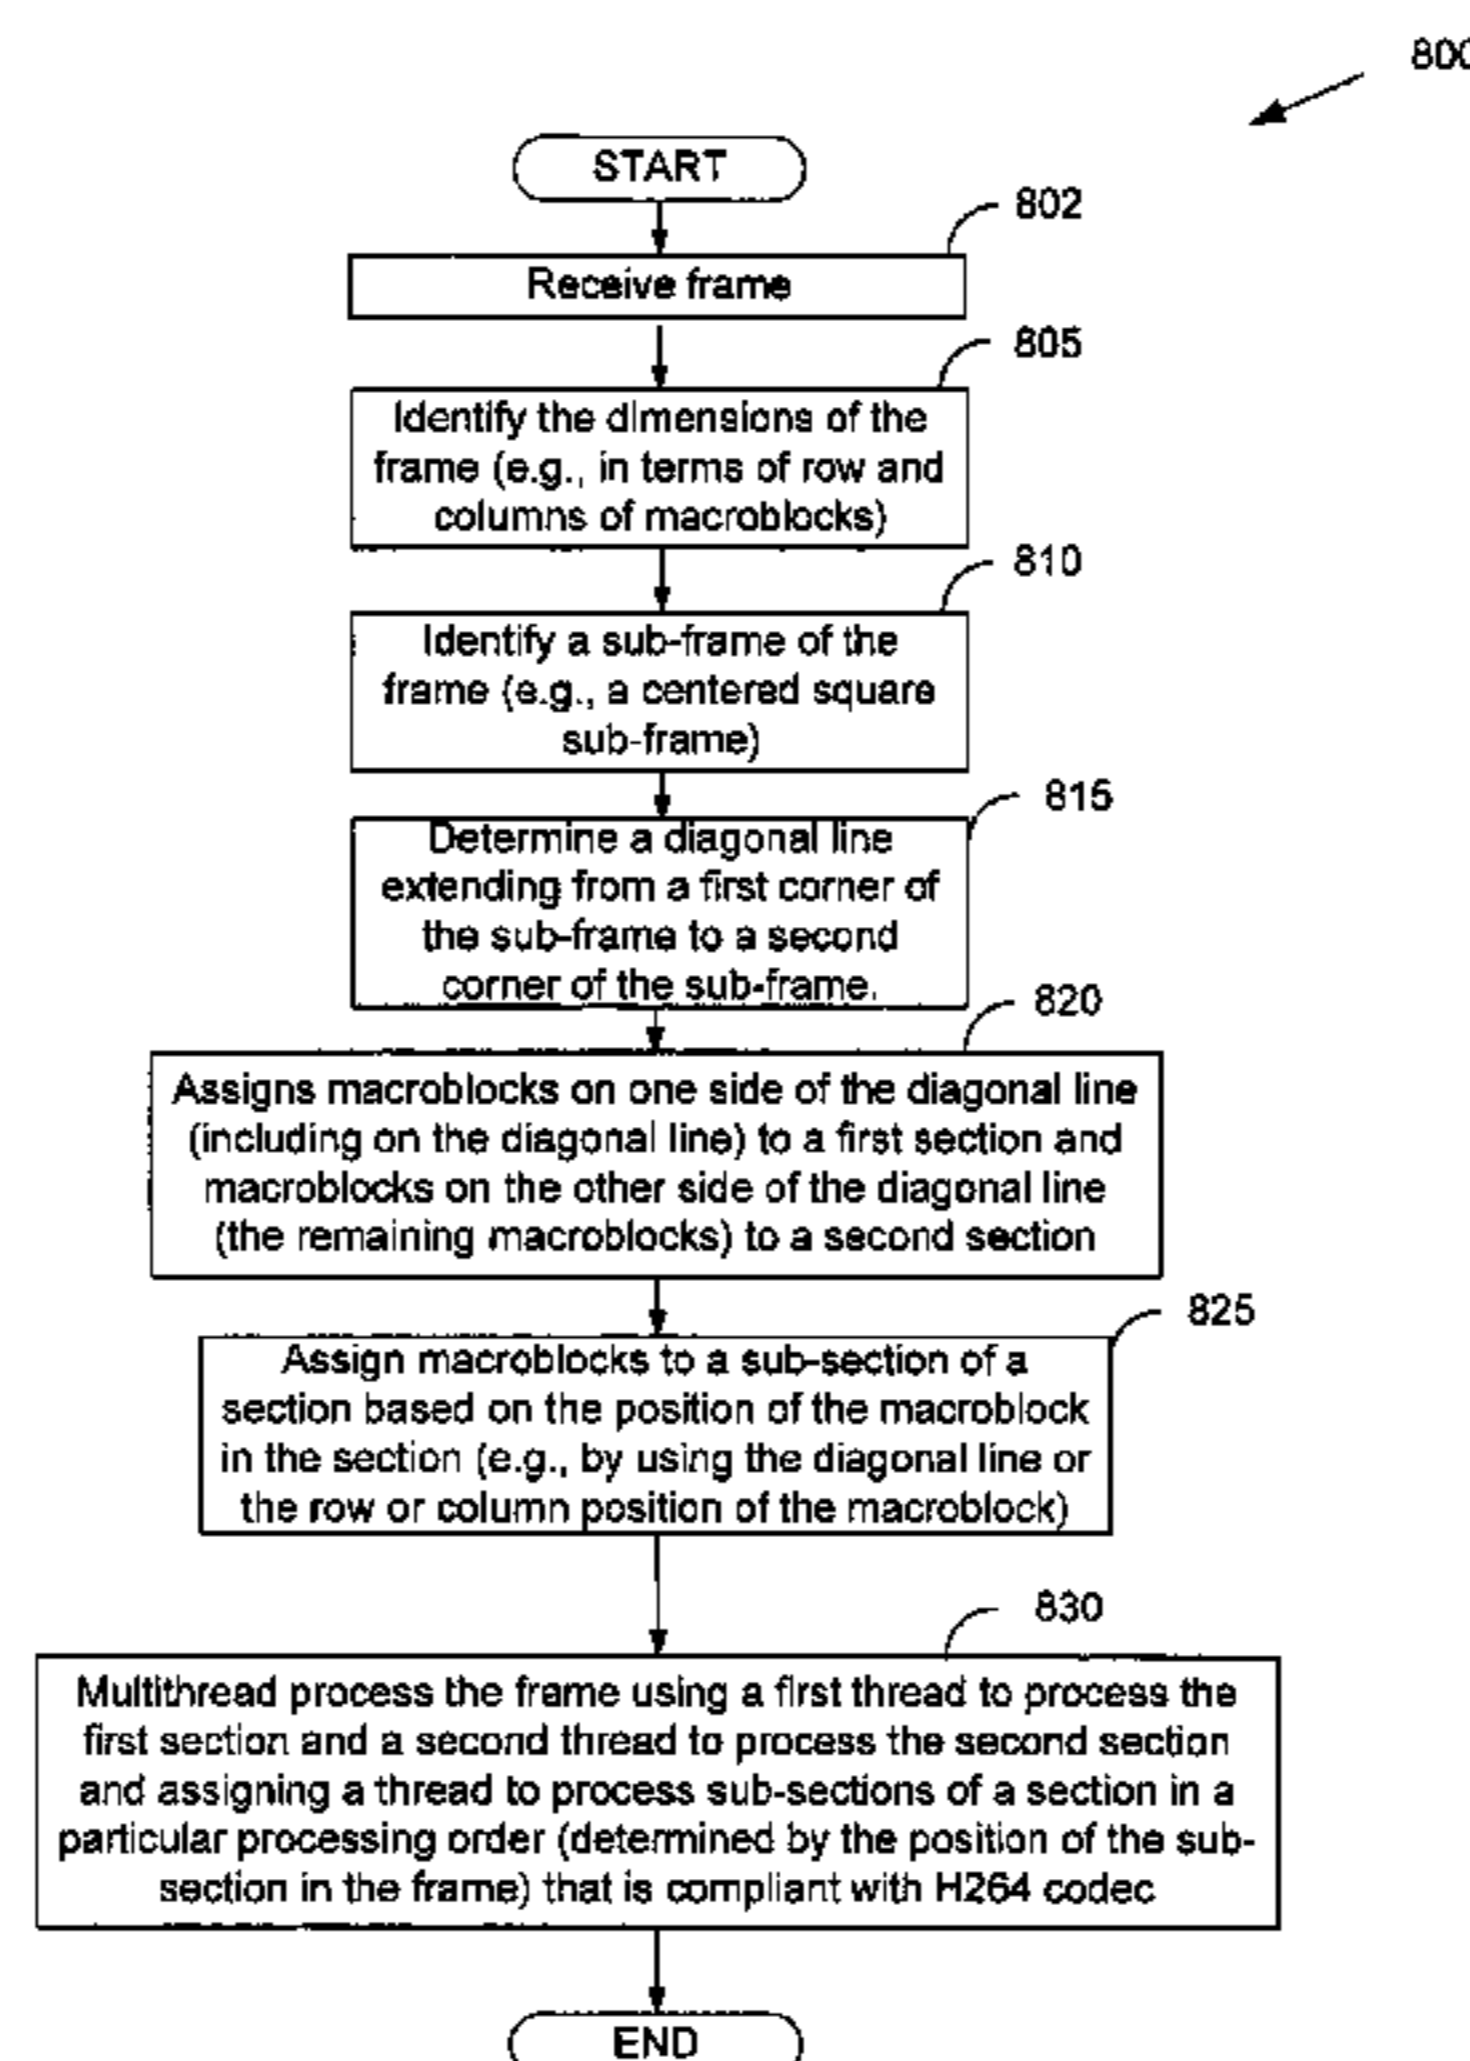 800
START
802
Receive frame
805
Identify the dimensions of the
frame (e.g., in terms of row and
columns of macroblocks)
810
Identify a sub-frame of the
frame (e.g., a centered square
sub-frame)
815
Determine a diagonal line
extending from a first corner of
the sub-frame to a second
corner of the sub-frame.
820
Assigns macroblocks on one side of the diagonal line
(including on the diagonal line) to a first section and
macroblocks on the other side of the diagonal line
(the remaining macroblocks) to a second section
825
Assign macroblocks to a sub-section of a
section based on the position of the macroblock
in the section (e.g., by using the diagonal line or
the row or column position of the macroblock)
830
Multithread process the frame using a first thread to process the
first section and a second thread to process the second section
and assigning a thread to process sub-sections of a section in a
particular processing order (determined by the position of the sub-
section in the frame) that is compliant with H264 codec
END